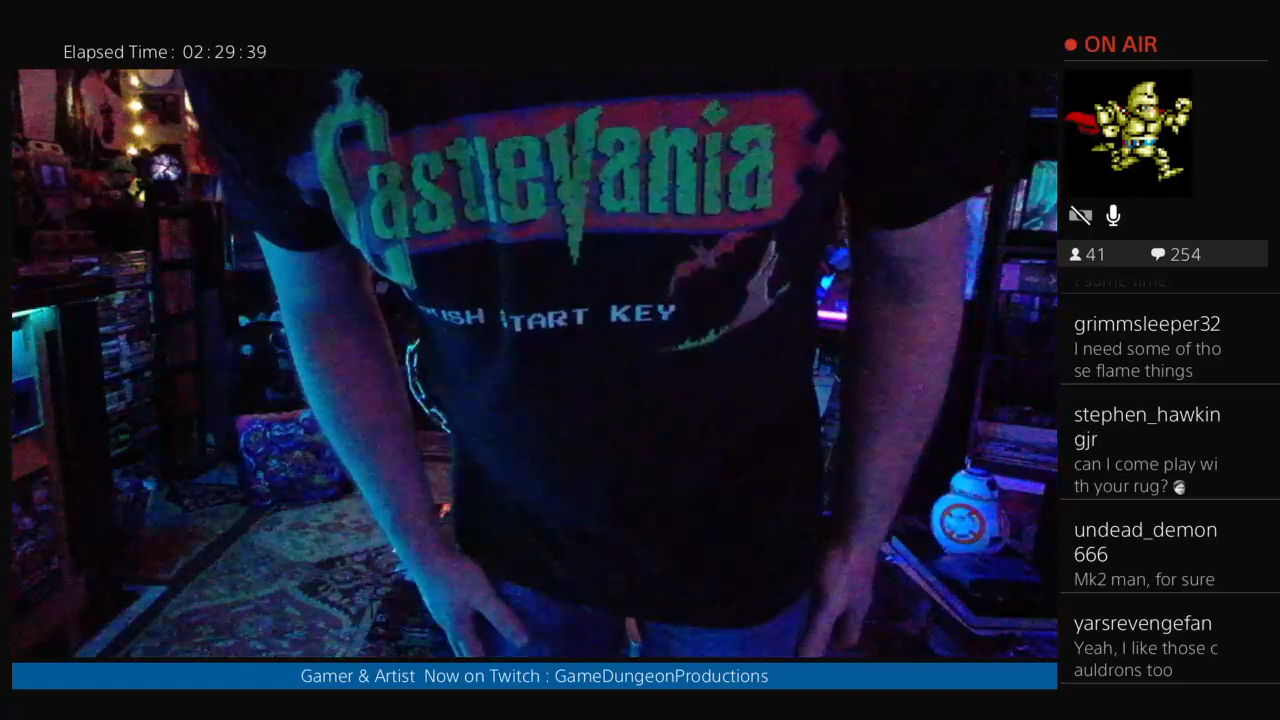 Elapsed Time: 02:29:39
ON AIR
Castlevania
PUSH START KEY
41 254
grimmsleeper32
I need some of tho
se flame things
stephen_hawkin
gjr
can I come play wi
th your rug?
undead_demon
666
Mk2 man, for sure
yarsrevengefan
Yeah, I like those c
auldrons too
Gamer & Artist Now on Twitch : GameDungeonProductions